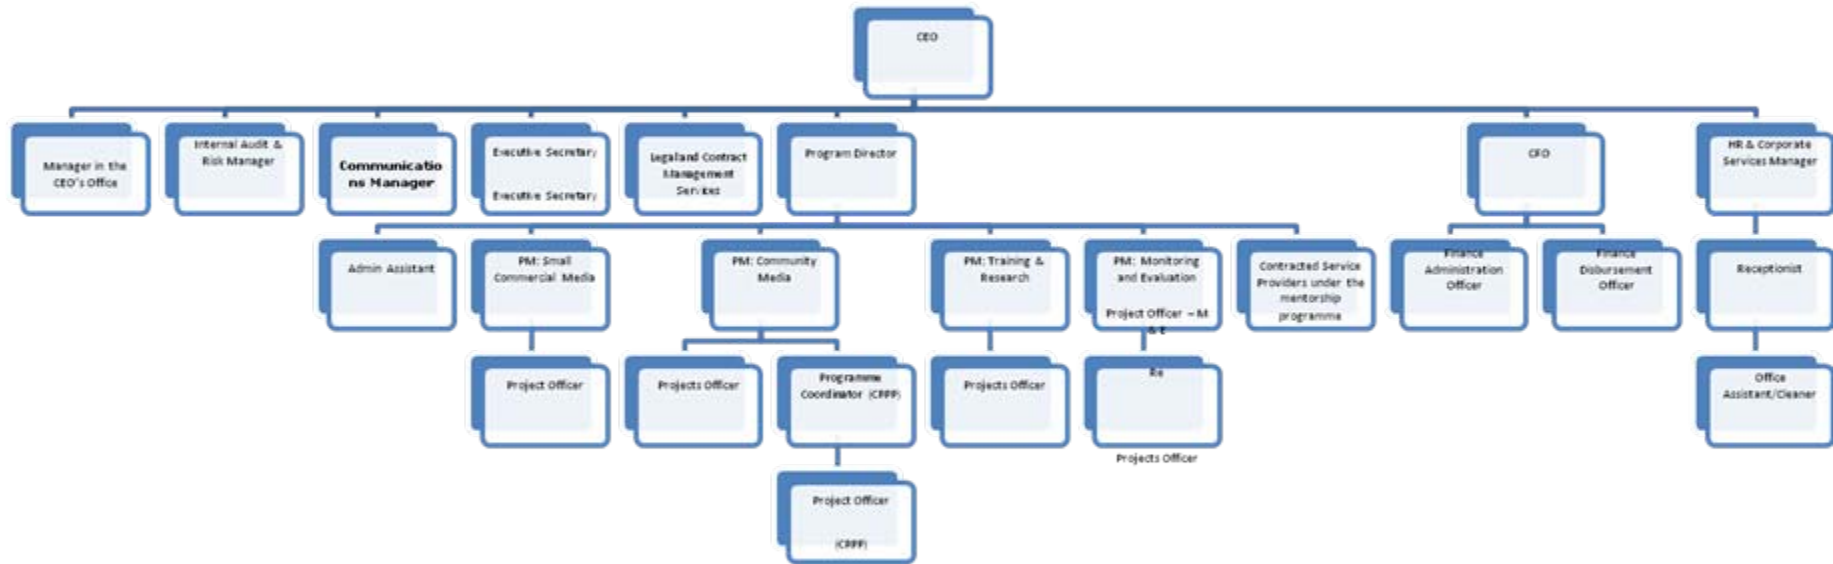 CEO
Manager in the
CEO's Office
Internal Audit &
Risk Manager
Communicatio
ns Manager
Executive Secretary
Executive Secretary
Legal and Contract
Management
Services
Program Director
CFO
HR & Corporate
Services Manager
Admin Assistant
PM: Small
Commercial Media
PM: Community
Media
PM: Training &
Research
PM: Monitoring
and Evaluation
Project Officer – M
& E
Contracted Service
Providers under the
mentorship
programme
Finance
Administration
Officer
Finance
Disbursement
Officer
Receptionist
Project Officer
Projects Officer
Programme
Coordinator (CRPP)
Projects Officer
Re
Projects Officer
Office
Assistant/Cleaner
Project Officer
(CRPP)